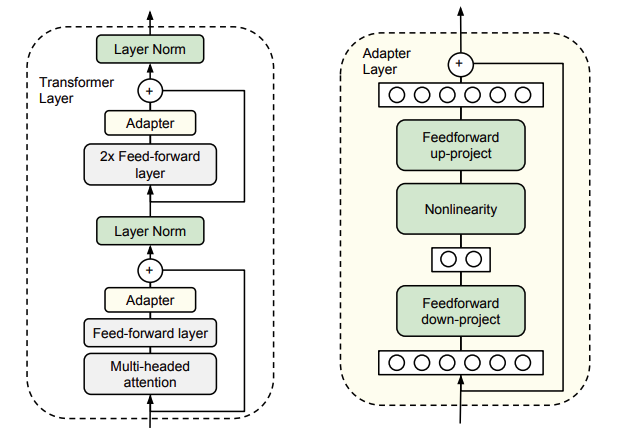 Layer Norm
Transformer
Layer
+
Adapter
2x Feed-forward
layer
Layer Norm
+
Adapter
Feed-forward layer
Multi-headed
attention
Adapter
Layer
+
Feedforward
up-project
Nonlinearity
Feedforward
down-project